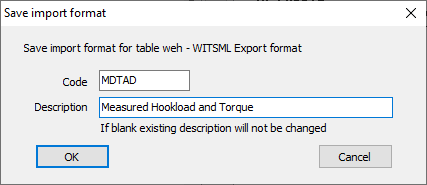 Save import format
Save import format for table weh - WITSML Export format
Code MDTAD
Description Measured Hookload and Torque
If blank existing description will not be changed
OK Cancel